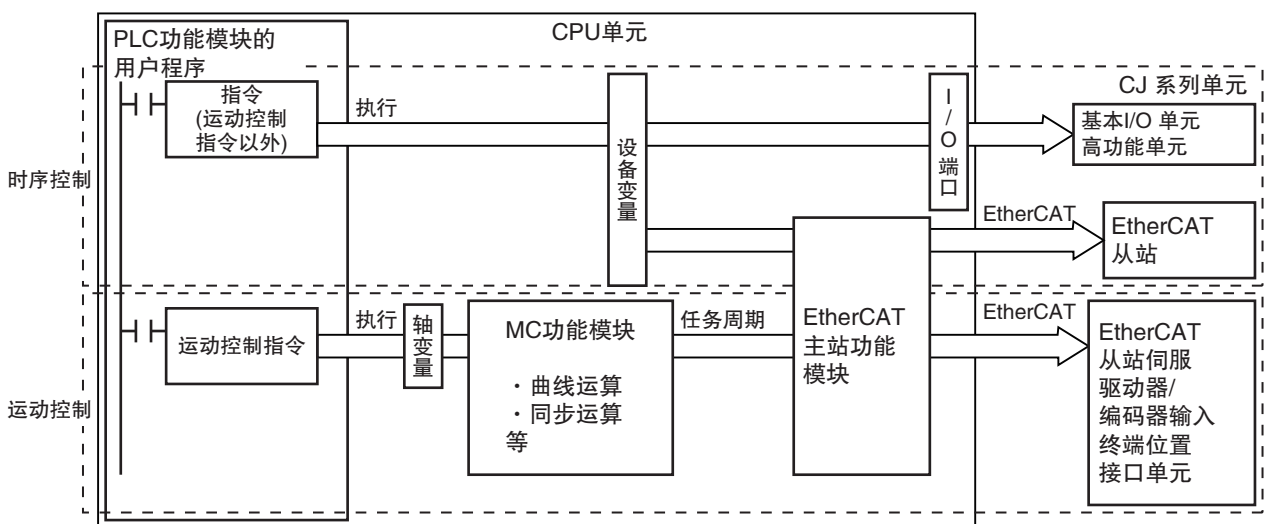 CPU单元
PLC功能模块的
用户程序
CJ 系列单元
指令
(运动控制
指令以外)
执行
设备变量
I/O端口
基本I/O 单元
高功能单元
时序控制
EtherCAT
EtherCAT
从站
运动控制指令
执行
轴变量
MC功能模块
・曲线运算
・同步运算
等
任务周期
EtherCAT
主站功能
模块
EtherCAT
EtherCAT
从站伺服
驱动器/
编码器输入
终端位置
接口单元
运动控制